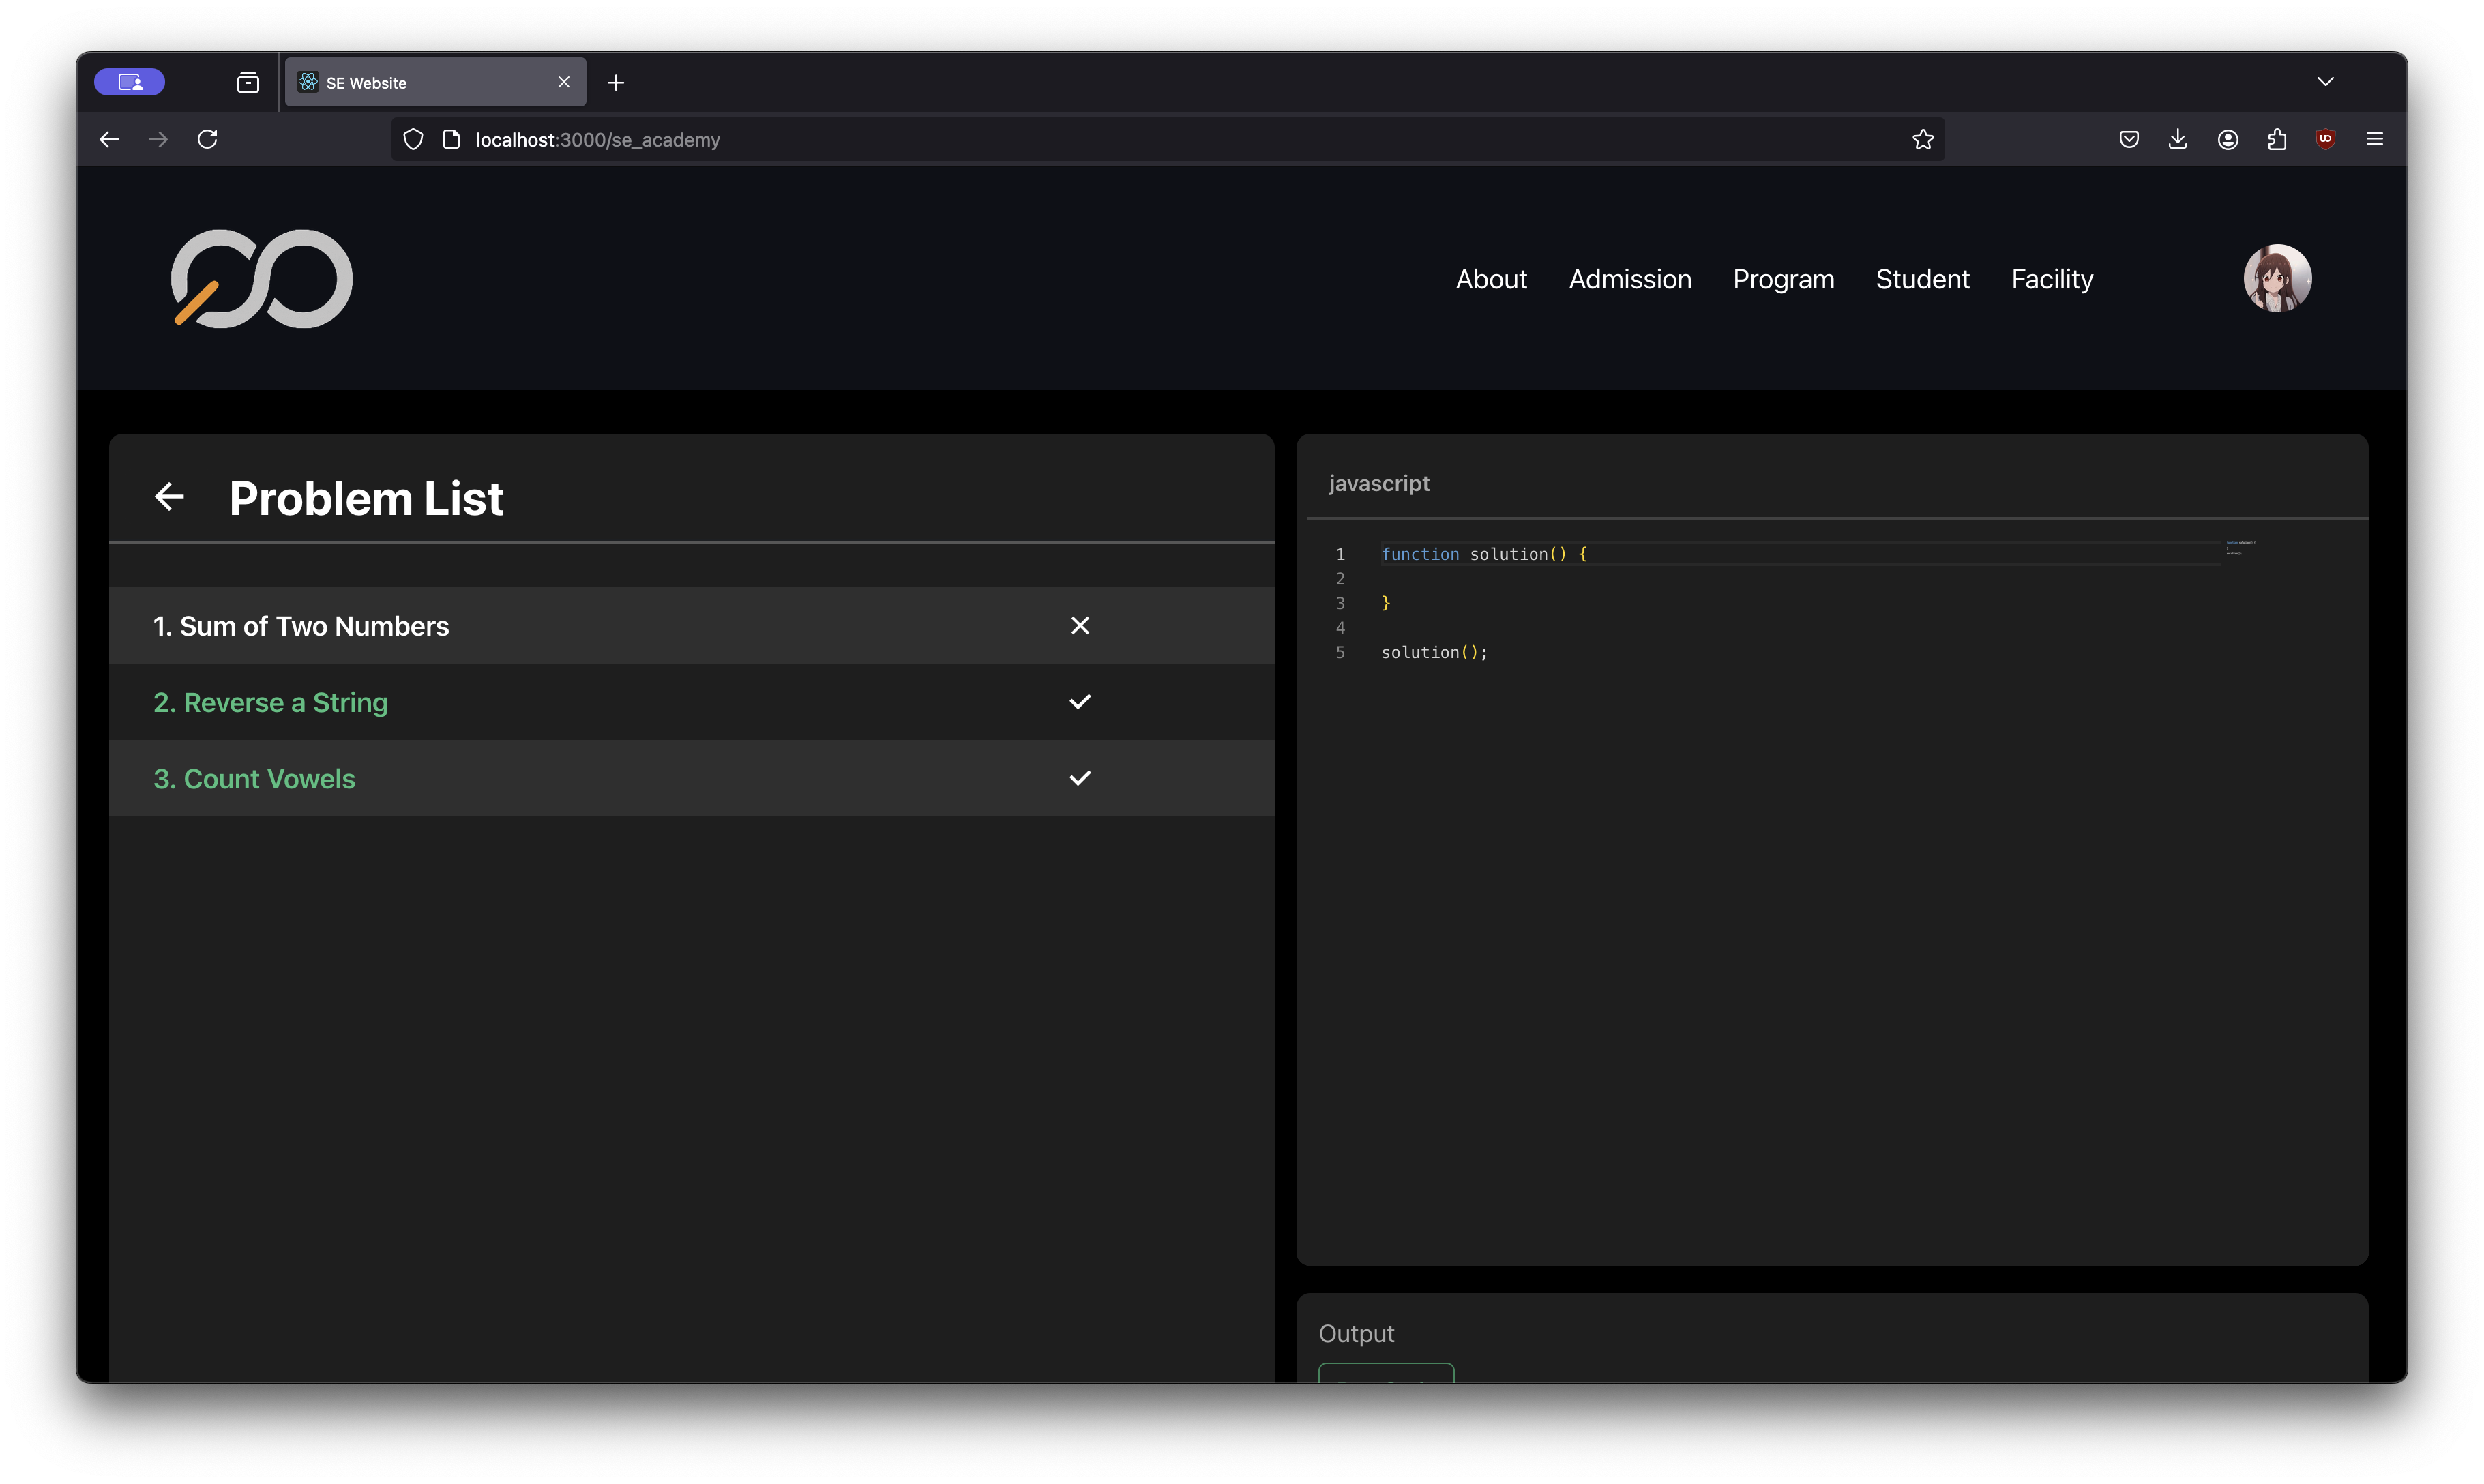 SE Website
localhost:3000/se_academy
About Admission Program Student Facility
Problem List
1. Sum of Two Numbers
2. Reverse a String
3. Count Vowels
javascript
1 function solution() {
2
3 }
4
5 solution();
Output